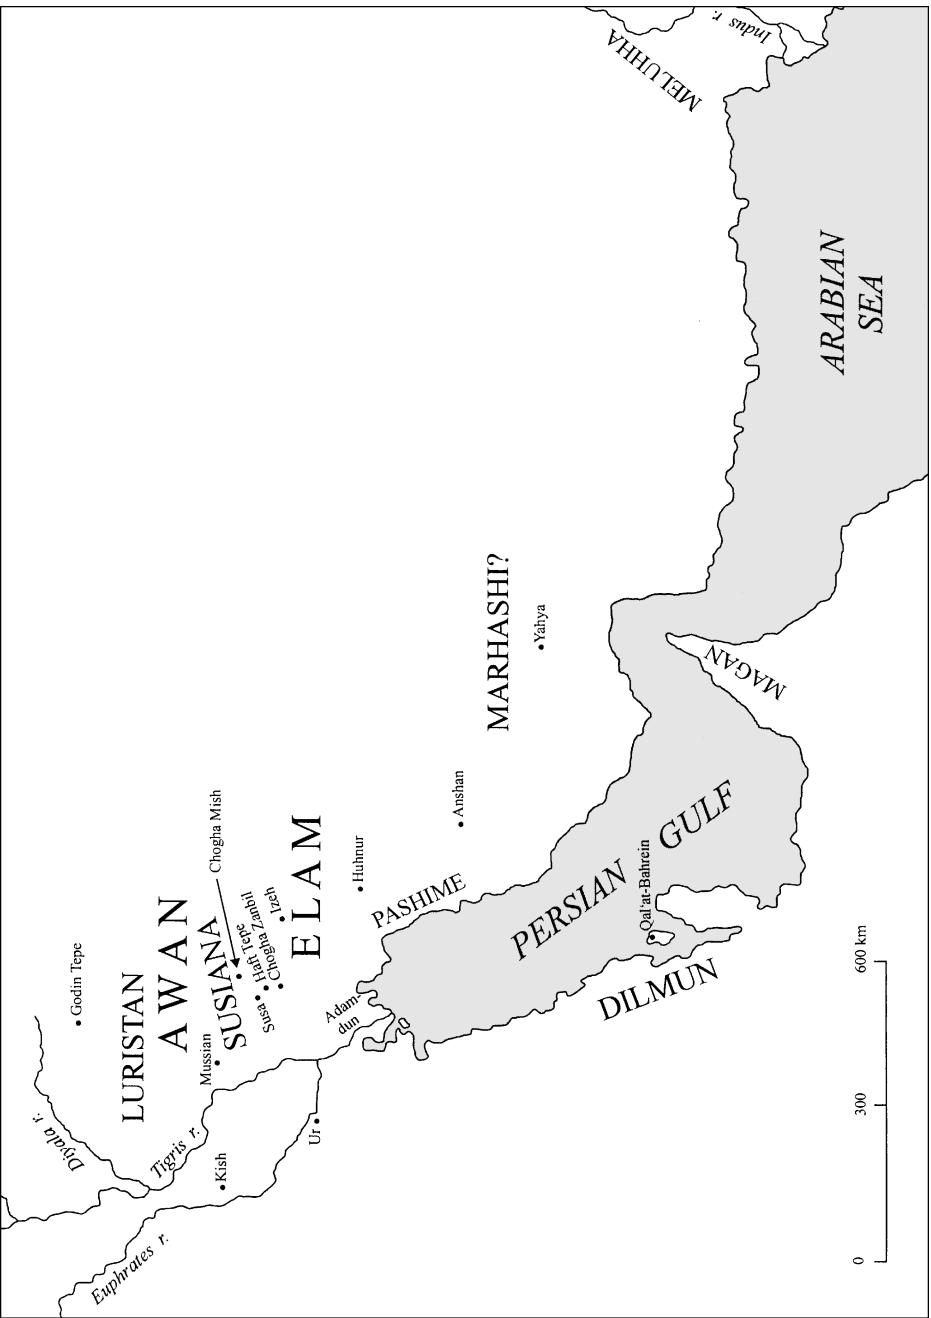 Godin Tepe
LURISTAN
AWAN
SUSIANA
Chogha Mish
Diyala r.
Tigris r.
Mussian
Susa
Haft Tepe
Chogha Zanbil
Izeh
ELAM
Kish
Euphrates r.
Ur
Adam-
dun
Huhnur
PASHIME
Anshan
MARHASHI?
Yahya
MELUHHA
Indus r.
PERSIAN GULF
Qal‘at-Bahrein
DILMUN
MAGAN
ARABIAN
SEA
0 300 600 km